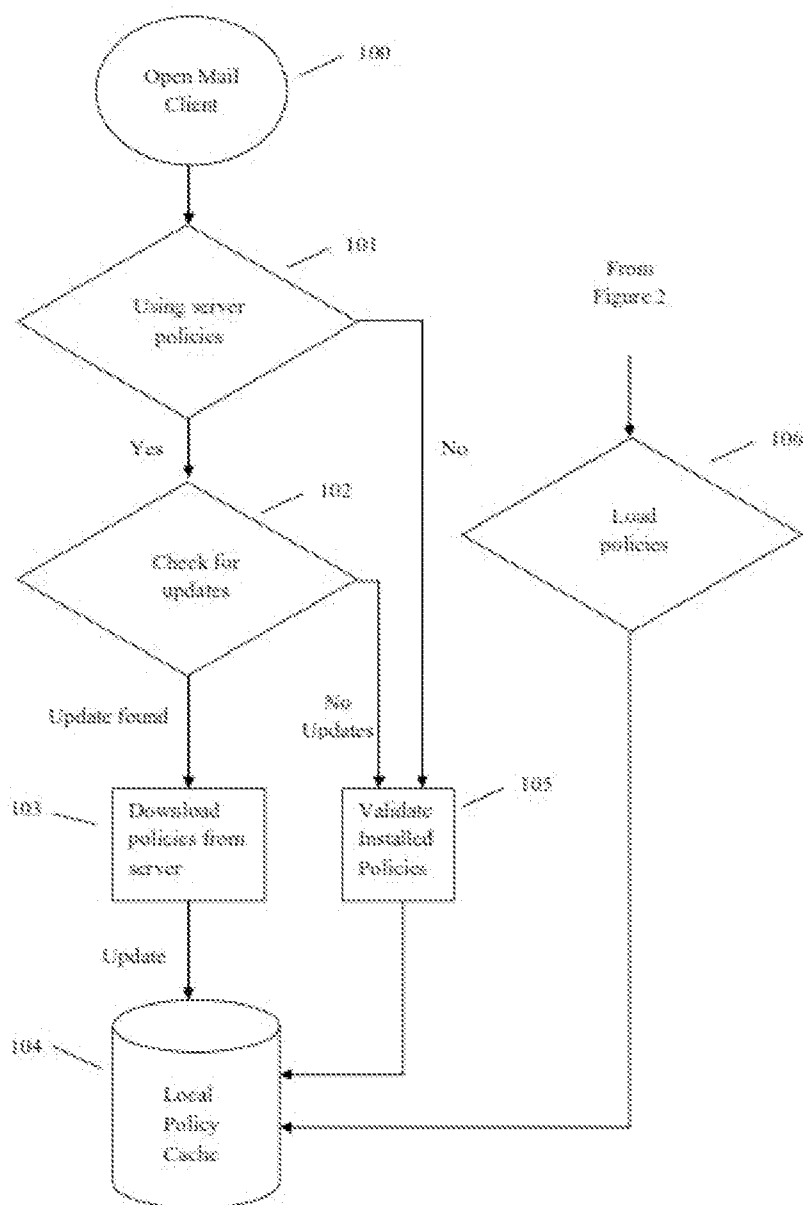 Open Mail
Client
100
Using server
policies
101
From
Figure 2
Yes
No
Check for
updates
102
Load
policies
106
Update found
No
Updates
103
Download
policies from
server
Validate
Installed
Policies
105
Update
104
Local
Policy
Cache